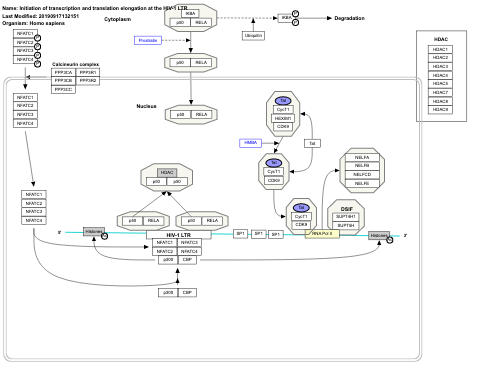 Name: Initiation of transcription and translation elongation at the HIV-1 LTR
Last Modified: 20190917132151
Organism: Homo sapiens
Cytoplasm
IKBA
p50
RELA
IKBA
P
P
Degradation
Ubiquitin
Prostratin
p50
RELA
NFATC1
NFATC2
NFATC3
NFATC4
P
P
P
P
Calcineurin complex
PPP3CA
PPP3R1
PPP3CB
PPP3R2
PPP3CC
HDAC
HDAC1
HDAC2
HDAC3
HDAC4
HDAC5
HDAC7
HDAC8
HDAC9
NFATC1
NFATC2
NFATC3
NFATC4
Nucleus
p50
RELA
Tat
CycT1
HEXIM1
CDK9
HMBA
Tat
Tat
CycT1
CDK9
NELFA
NELFB
NELFCD
NELFE
HDAC
p50
p50
NFATC1
NFATC2
NFATC3
NFATC4
p50
RELA
p50
RELA
Tat
CycT1
CDK9
DSIF
SUPT6H1
SUPT5H
5'
Histones
HIV-1 LTR
SP1
SP1
SP1
RNA Pol II
Histones
3'
NFATC1
NFATC3
NFATC2
NFATC4
p300
CBP
p300
CBP